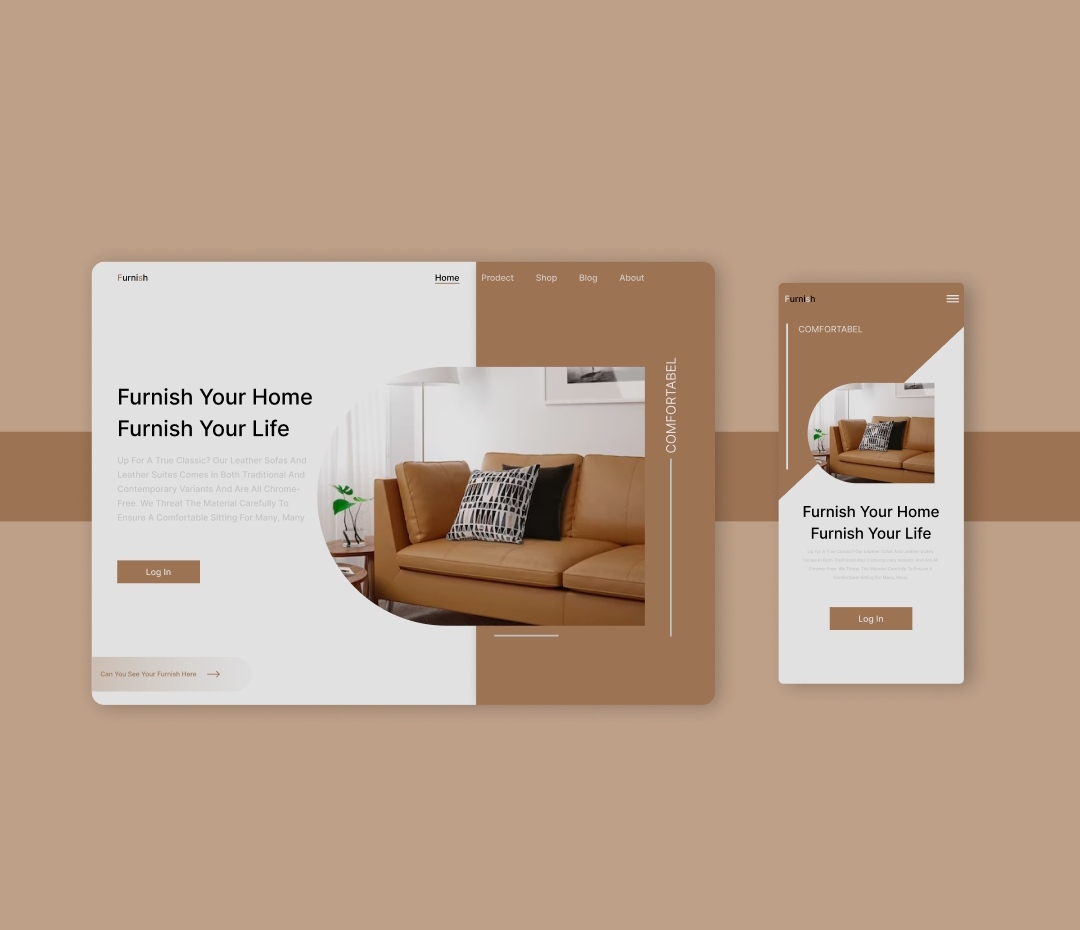 Furnish
Home Prodect Shop Blog About
Furnish Your Home
Furnish Your Life
Up For A True Classic? Our Leather Sofas And
Leather Suites Comes In Both Traditional And
Contemporary Variants And Are All Chrome-
Free. We Threat The Material Carefully To
Ensure A Comfortable Sitting For Many, Many
Log In
Can You See Your Furnish Here
COMFORTABEL
Furnish
COMFORTABEL
Furnish Your Home
Furnish Your Life
Log In